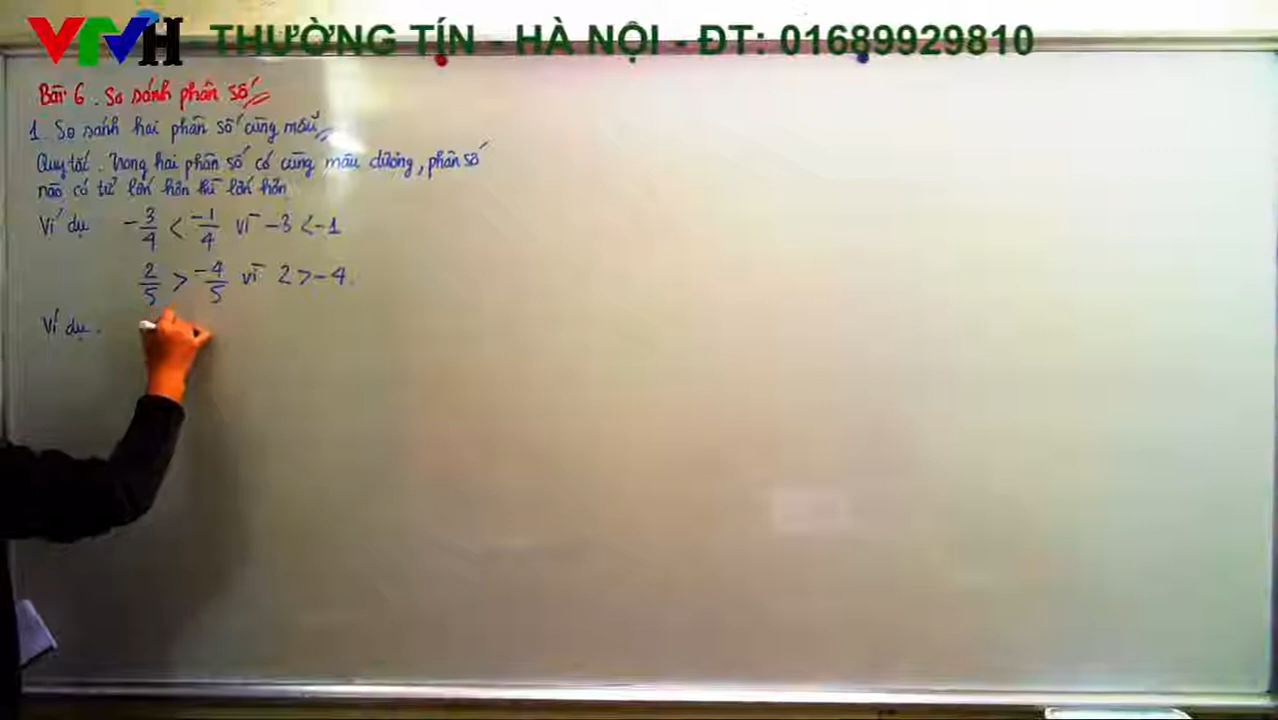 VTVH - THƯỜNG TÍN - HÀ NỘI - ĐT: 01689929810
Bài 6. So sánh phân số
1. So sánh hai phân số cùng mẫu
Quy tắc. Trong hai phân số có cùng mẫu dương, phân số
nào có tử lớn hơn thì lớn hơn
Ví dụ -3/4 < -1/4 vì -3 < -1
2/5 > -4/5 vì 2 > -4.
Ví dụ.